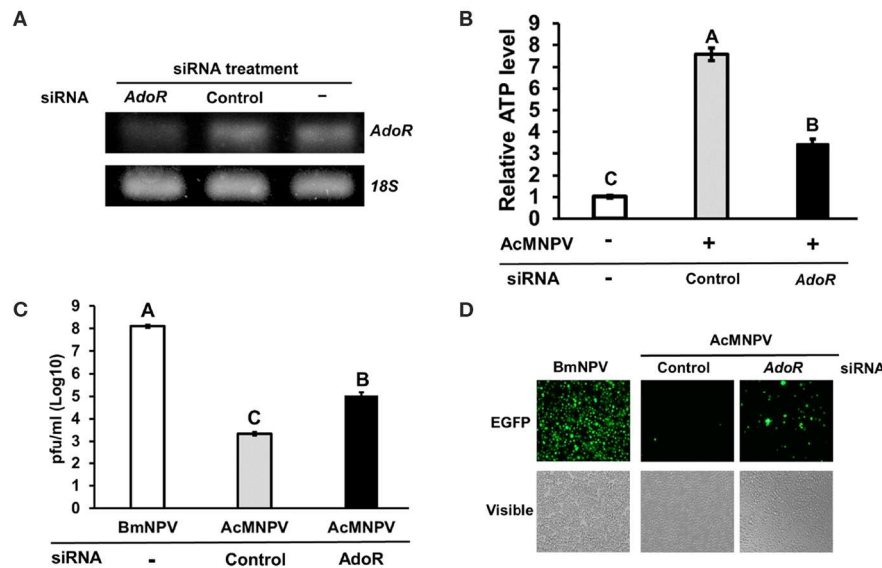 A
siRNA treatment
siRNA AdoR Control –
AdoR
18S
B
Relative ATP level
9
8
7
6
5
4
3
2
1
0
C A B
AcMNPV - + +
siRNA - Control AdoR
C
pfu/ml (Log10)
9
8
7
6
5
4
3
2
1
0
A C B
BmNPV AcMNPV AcMNPV
siRNA - Control AdoR
D
AcMNPV
BmNPV Control AdoR siRNA
EGFP
Visible